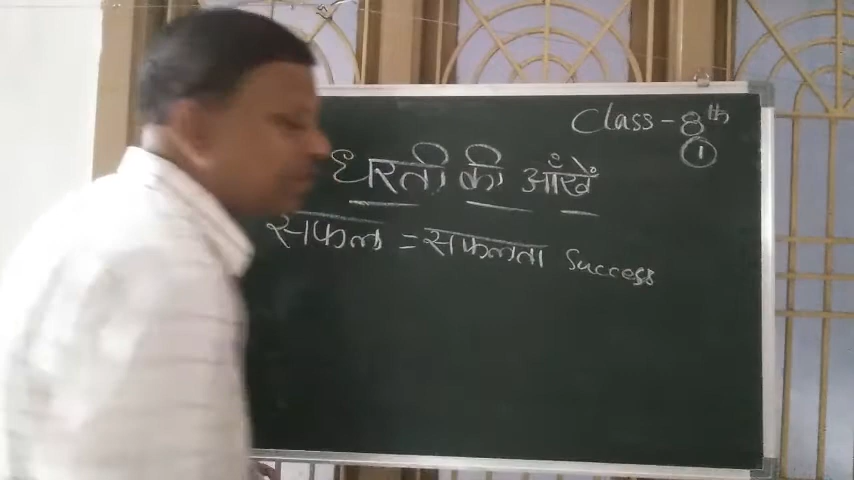 Class - 8th
1
धरती की आँखें
सफल = सफलता Success